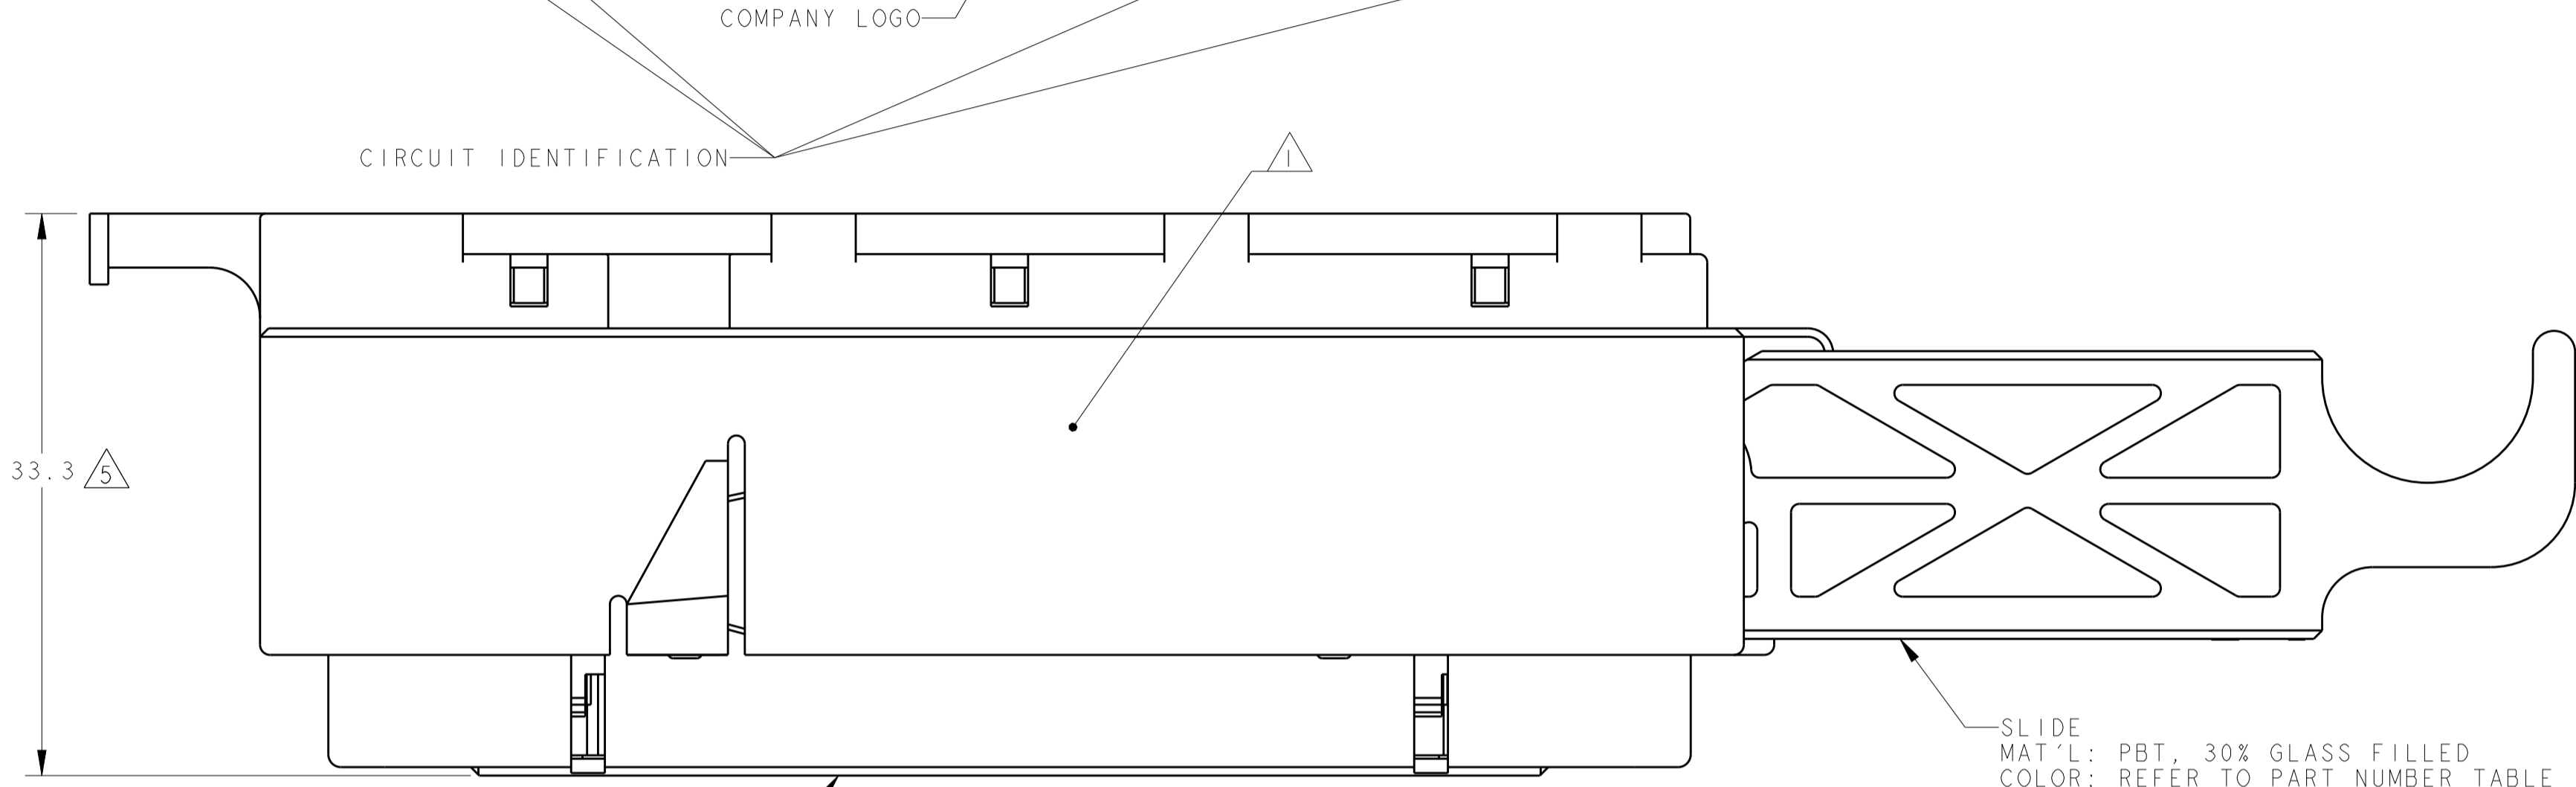 COMPANY LOGO
CIRCUIT IDENTIFICATION
1
33.3 5
SLIDE
MAT'L: PBT, 30% GLASS FILLED
COLOR: REFER TO PART NUMBER TABLE